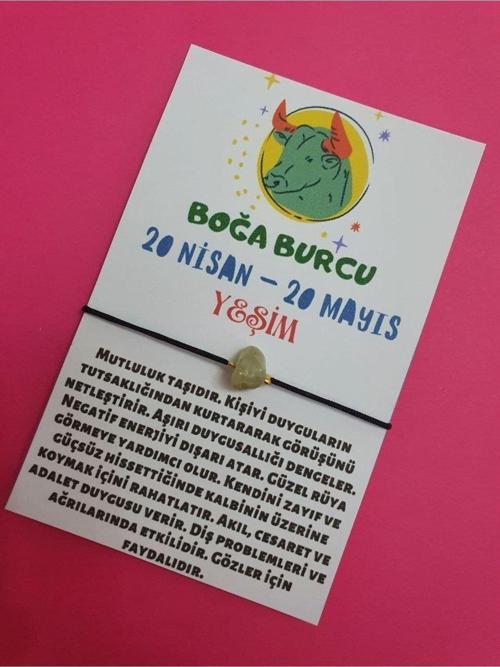 BOĞA BURCU
20 NİSAN - 20 MAYIS
YEŞİM
MUTLULUK TAŞIDIR. KİŞİYİ DUYGULARIN
TUTSAKLIĞINDAN KURTARARAK GÖRÜŞÜNÜ
NETLEŞTİRİR. AŞIRI DUYGUSALLIĞI DENGELER.
NEGATİF ENERJİYİ DIŞARI ATAR. GÜZEL RÜYA
GÖRMEYE YARDIMCI OLUR. KENDİNİ ZAYIF VE
GÜÇSÜZ HİSSETTİĞİNDE KALBİNİN ÜZERİNE
KOYMAK İÇİNİ RAHATLATIR. AKIL, CESARET VE
ADALET DUYGUSU VERİR. DİŞ PROBLEMLERİ VE
AĞRILARINDA ETKİLİDİR. GÖZLER İÇİN
FAYDALIDIR.